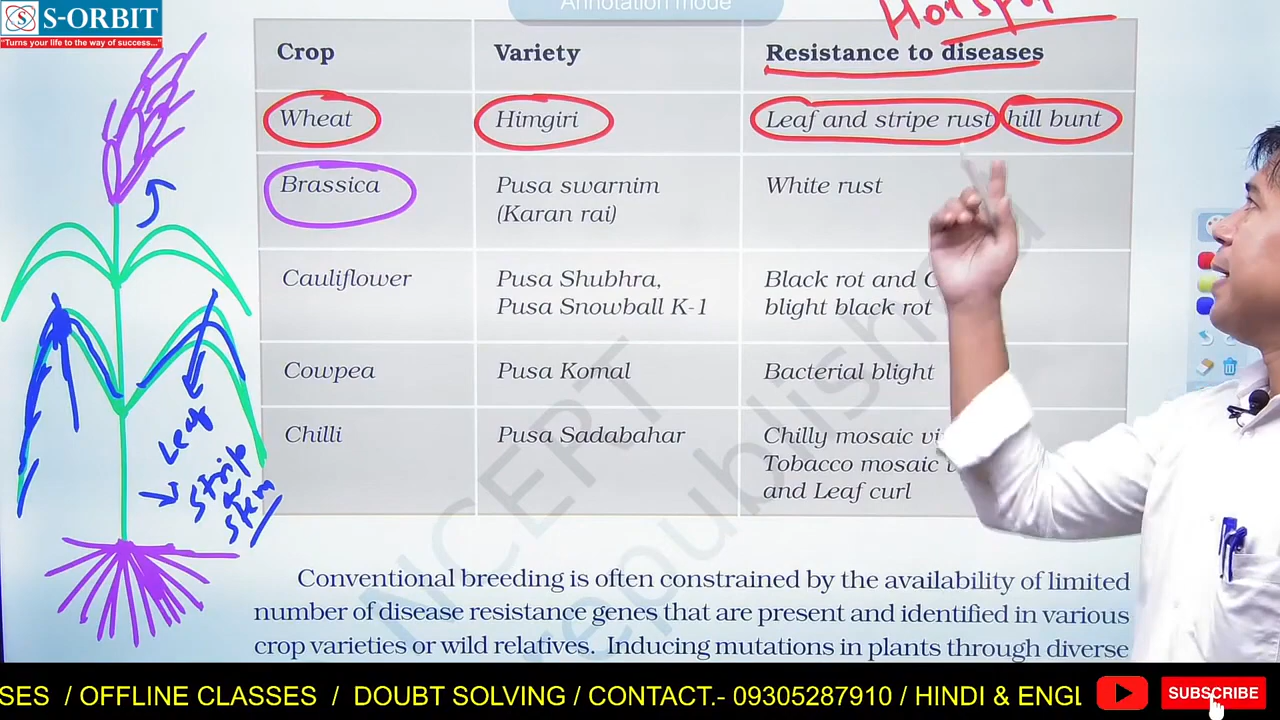 S-ORBIT
"Turns your life to the way of success..."
Annotation mode
Crop Variety Resistance to diseases
Wheat Himgiri Leaf and stripe rust hill bunt
Brassica Pusa swarnim White rust
(Karan rai)
Cauliflower Pusa Shubhra, Black rot and
Pusa Snowball K-1 blight black rot
Cowpea Pusa Komal Bacterial blight
Chilli Pusa Sadabahar Chilly mosaic
Tobacco mosaic
and Leaf curl
Leaf
Strip
or
Stem
NCERT
republished
Conventional breeding is often constrained by the availability of limited
number of disease resistance genes that are present and identified in various
crop varieties or wild relatives. Inducing mutations in plants through diverse
SES / OFFLINE CLASSES / DOUBT SOLVING / CONTACT.- 09305287910 / HINDI & ENGL
SUBSCRIBE